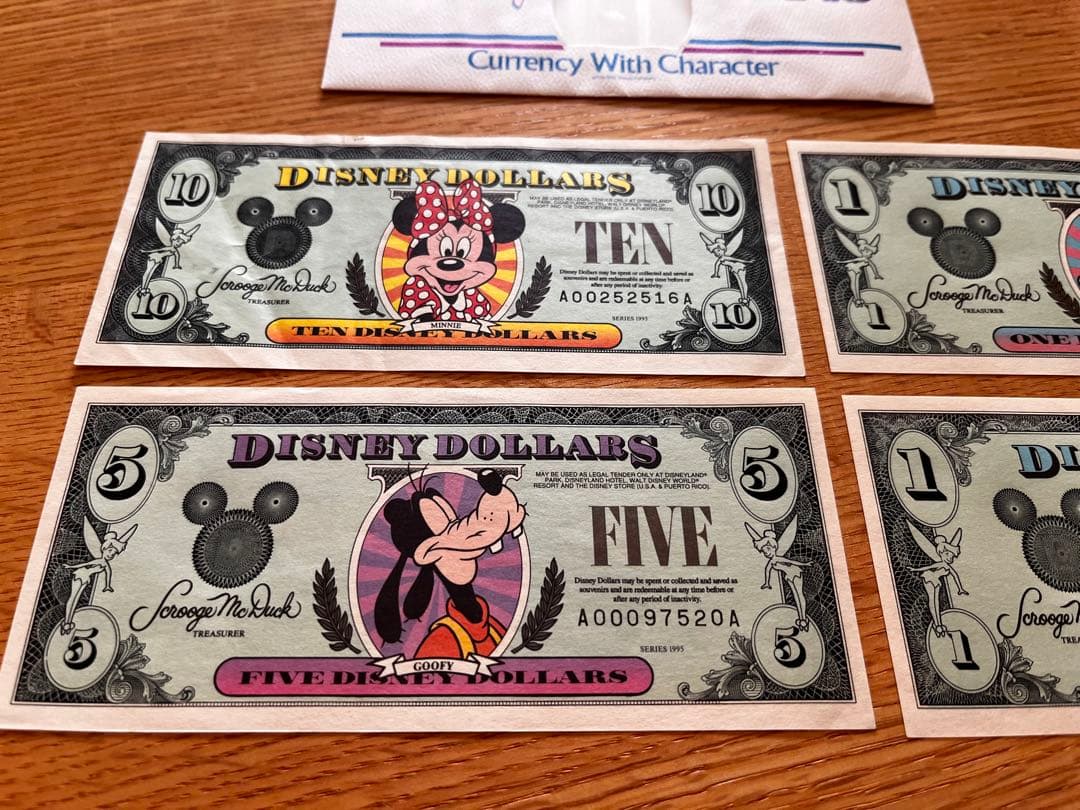 Currency With Character
10
DISNEY DOLLARS
10
MAY BE USED AS LEGAL TENDER ONLY AT DISNEYLAND®
PARK, DISNEYLAND HOTEL, WALT DISNEY WORLD®
RESORT AND THE DISNEY STORE (U.S.A. & PUERTO RICO).
TEN
Disney Dollars may be spent or collected and saved as
souvenirs and are redeemable at any time before or
after any period of inactivity.
A00252516A
SERIES 1995
Scrooge McDuck
TREASURER
10
MINNIE
TEN DISNEY DOLLARS
10
1
DISNEY
Scrooge McDuck
TREASURER
1
ONE
5
DISNEY DOLLARS
5
MAY BE USED AS LEGAL TENDER ONLY AT DISNEYLAND®
PARK, DISNEYLAND HOTEL, WALT DISNEY WORLD®
RESORT AND THE DISNEY STORE (U.S.A. & PUERTO RICO).
FIVE
Disney Dollars may be spent or collected and saved as
souvenirs and are redeemable at any time before or
after any period of inactivity.
A00097520A
SERIES 1995
Scrooge McDuck
TREASURER
5
GOOFY
FIVE DISNEY DOLLARS
5
1
DI
Scrooge M
TREA
1